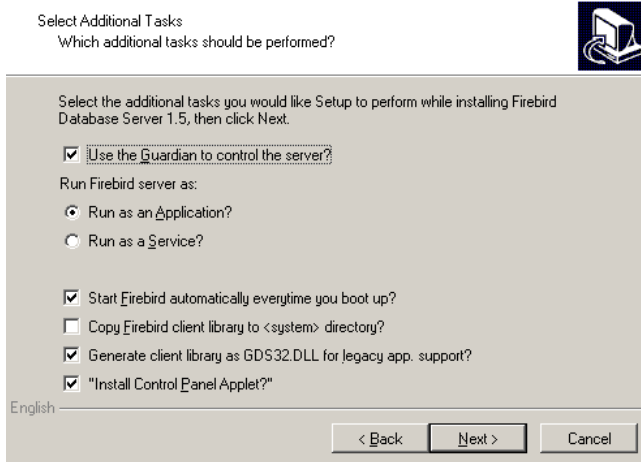 Select Additional Tasks
Which additional tasks should be performed?
Select the additional tasks you would like Setup to perform while installing Firebird
Database Server 1.5, then click Next.
Use the Guardian to control the server?
Run Firebird server as:
Run as an Application?
Run as a Service?
Start Firebird automatically everytime you boot up?
Copy Firebird client library to <system> directory?
Generate client library as GDS32.DLL for legacy app. support?
"Install Control Panel Applet?"
English
< Back Next > Cancel